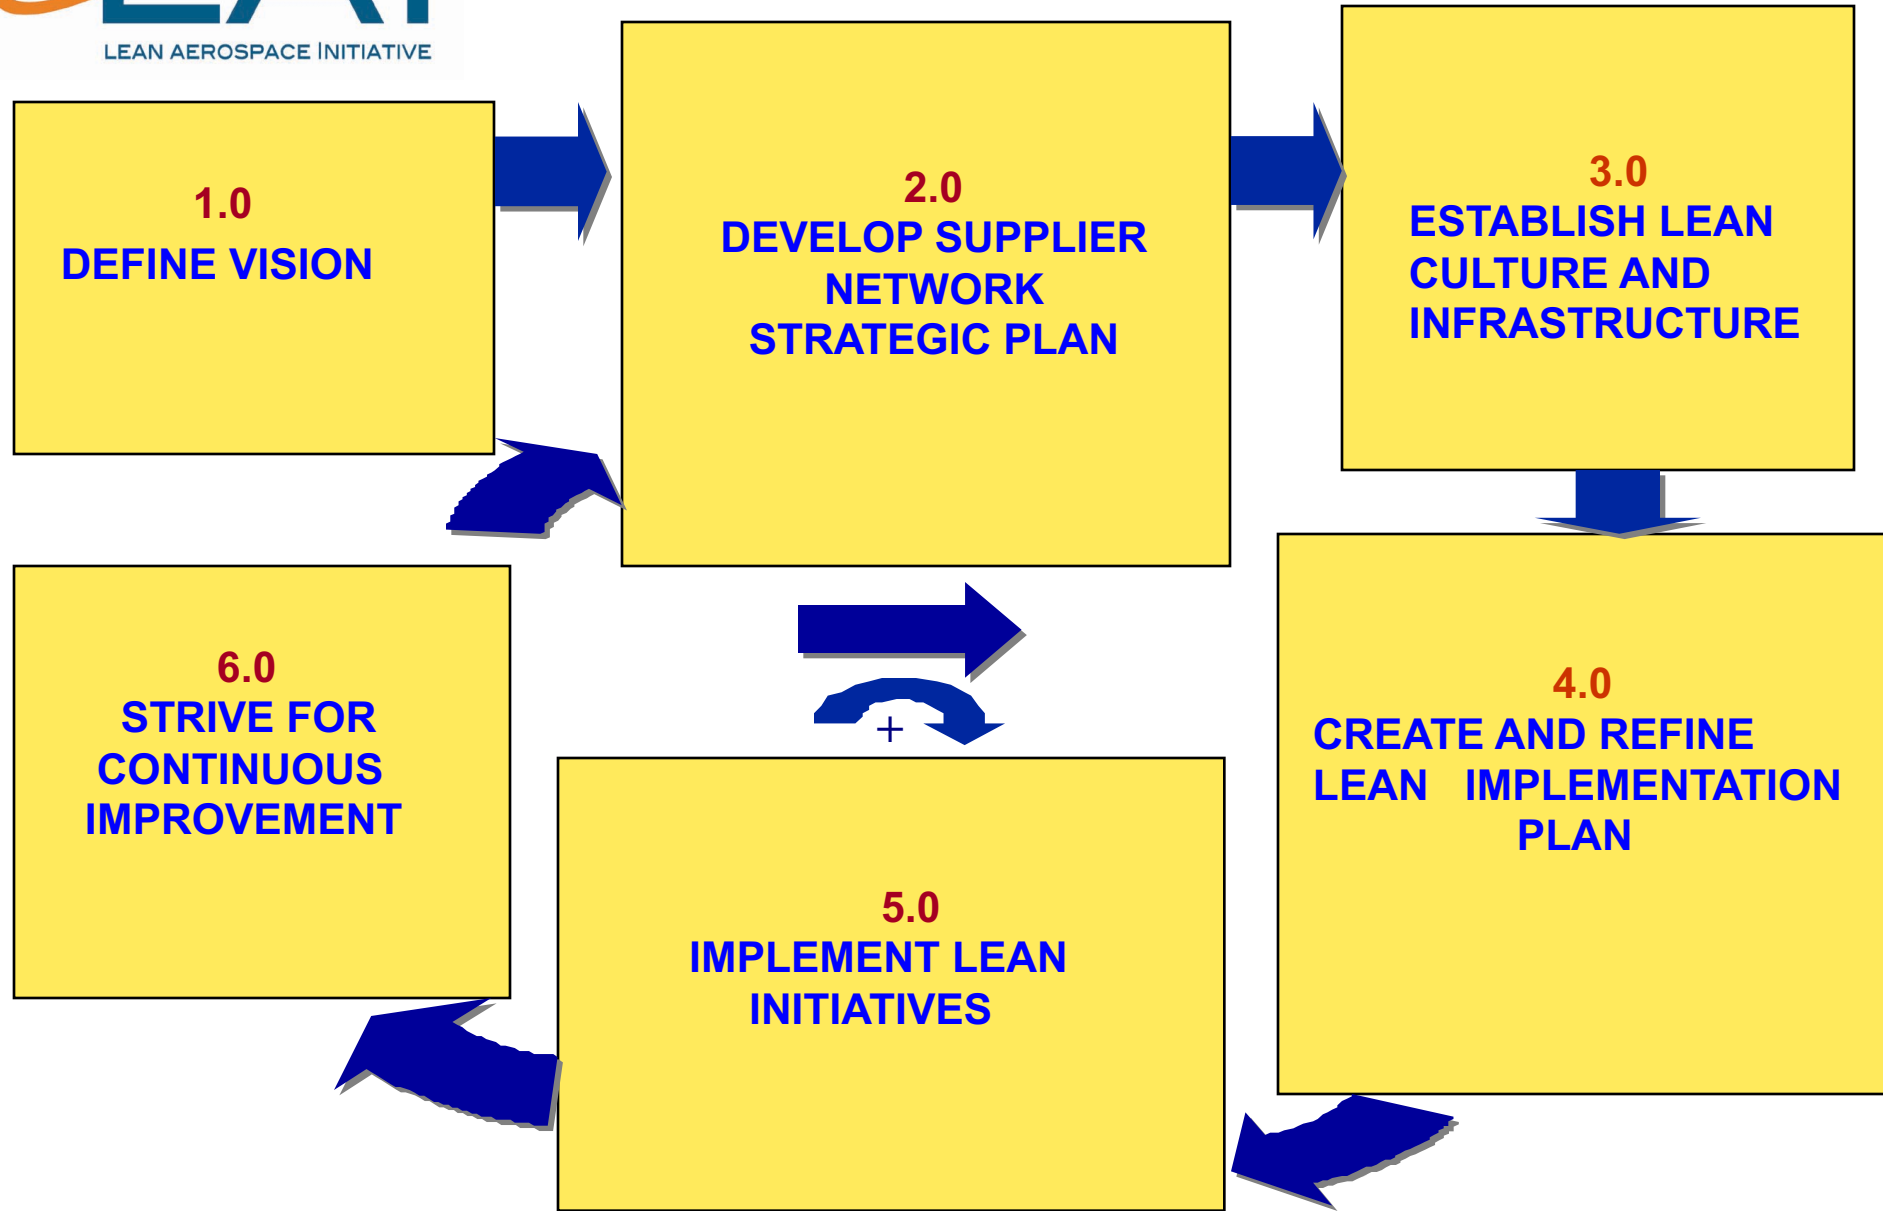 LEAN AEROSPACE INITIATIVE
1.0
DEFINE VISION
2.0
DEVELOP SUPPLIER
NETWORK
STRATEGIC PLAN
3.0
ESTABLISH LEAN
CULTURE AND
INFRASTRUCTURE
4.0
CREATE AND REFINE
LEAN IMPLEMENTATION
PLAN
+
5.0
IMPLEMENT LEAN
INITIATIVES
6.0
STRIVE FOR
CONTINUOUS
IMPROVEMENT